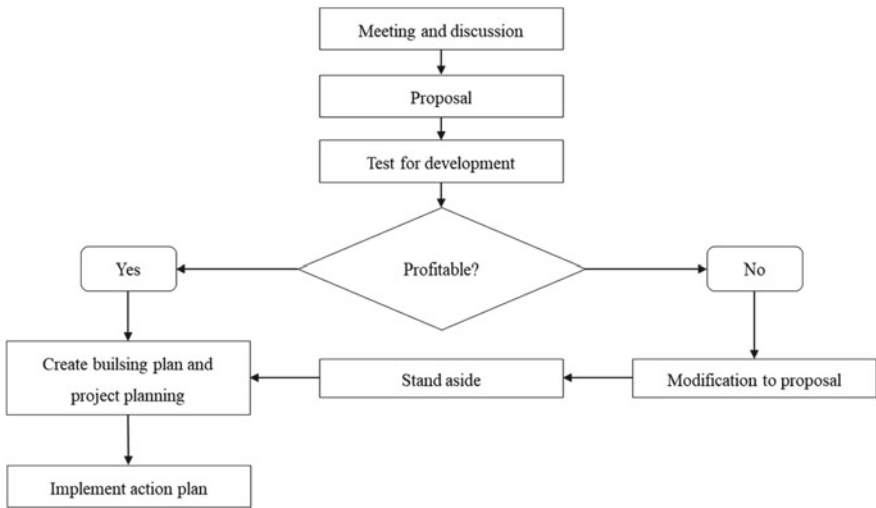 Meeting and discussion
Proposal
Test for development
Profitable?
Yes
No
Create builsing plan and
project planning
Stand aside
Modification to proposal
Implement action plan